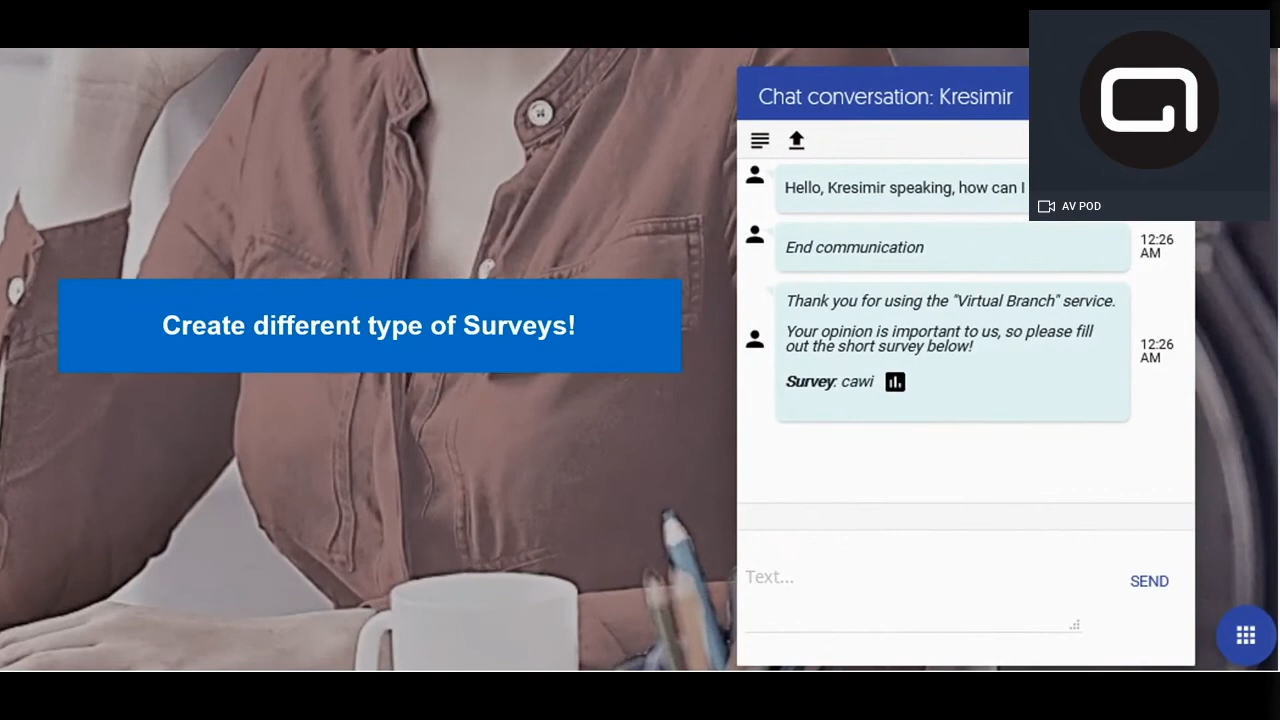 Create different type of Surveys!
Chat conversation: Kresimir
AV POD
Hello, Kresimir speaking, how can I
End communication
12:26
AM
Thank you for using the "Virtual Branch" service.
Your opinion is important to us, so please fill
out the short survey below!
12:26
AM
Survey: cawi
Text...
SEND